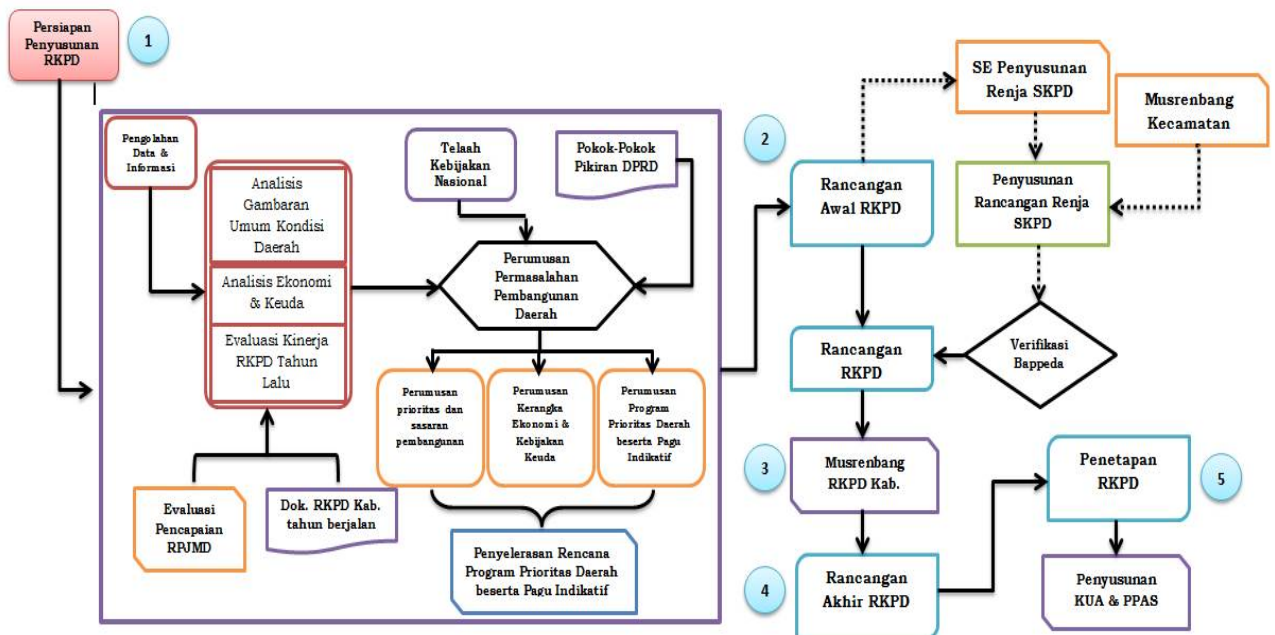 Persiapan
Penyusunan
RKPD
1
Pengolahan
Data &
Informasi
Analisis
Gambaran
Umum Kondisi
Daerah
Analisis Ekonomi
& Keuda
Evaluasi Kinerja
RKPD Tahun
Lalu
Evaluasi
Pencapaian
RPJMD
Dok. RKPD Kab.
tahun berjalan
Telaah
Kebijakan
Nasional
Pokok-Pokok
Pikiran DPRD
Perumusan
Permasalahan
Pembangunan
Daerah
Perumusan
prioritas dan
sasaran
pembangunan
Perumusan
Kerangka
Ekonomi &
Kebijakan
Keuda
Perumusan
Program
Prioritas Daerah
beserta Pagu
Indikatif
Penyelerasan Rencana
Program Prioritas Daerah
beserta Pagu Indikatif
2
Rancangan
Awal RKPD
SE Penyusunan
Renja SKPD
Musrenbang
Kecamatan
Penyusunan
Rancangan Renja
SKPD
Verifikasi
Bappeda
Rancangan
RKPD
3
Musrenbang
RKPD Kab.
4
Rancangan
Akhir RKPD
Penetapan
RKPD
5
Penyusunan
KUA & PPAS